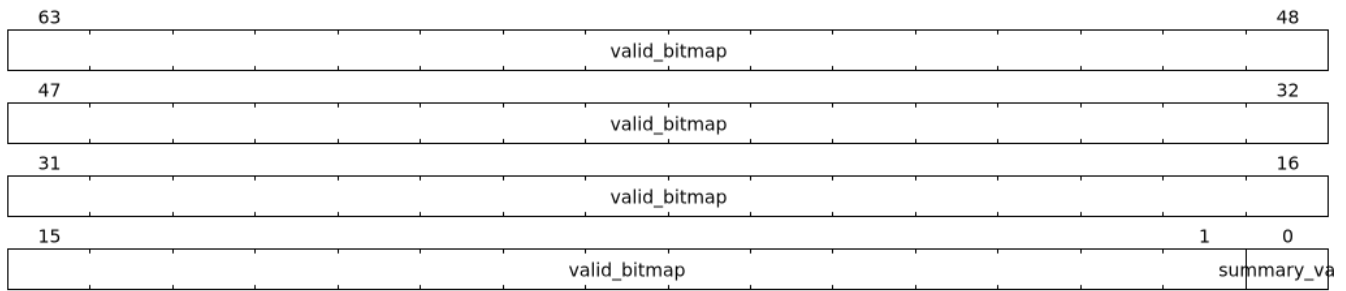 63 48
valid_bitmap
47 32
valid_bitmap
31 16
valid_bitmap
15 1 0
valid_bitmap summary_va